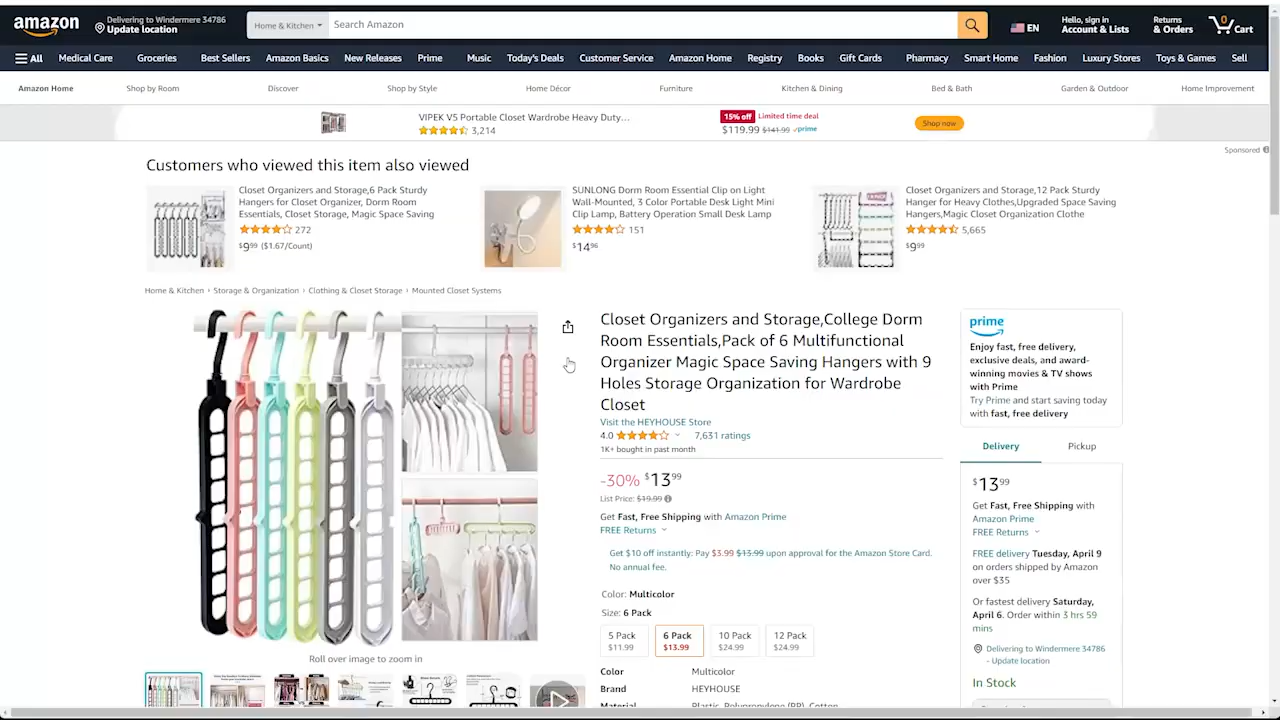 amazon
Delivering to Windermere 34786
Update location
Home & Kitchen
Search Amazon
EN
Hello, sign in
Account & Lists
Returns
& Orders
0
Cart
All
Medical Care
Groceries
Best Sellers
Amazon Basics
New Releases
Prime
Music
Today's Deals
Customer Service
Amazon Home
Registry
Books
Gift Cards
Pharmacy
Smart Home
Fashion
Luxury Stores
Toys & Games
Sell
Amazon Home
Shop by Room
Discover
Shop by Style
Home Décor
Furniture
Kitchen & Dining
Bed & Bath
Garden & Outdoor
Home Improvement
VIPEK V5 Portable Closet Wardrobe Heavy Duty...
3,214
15% off Limited time deal
$119.99 $141.99 prime
Shop now
Sponsored
Customers who viewed this item also viewed
Closet Organizers and Storage,6 Pack Sturdy
Hangers for Closet Organizer, Dorm Room
Essentials, Closet Storage, Magic Space Saving
272
$9.99 ($1.67/Count)
SUNLONG Dorm Room Essential Clip on Light
Wall-Mounted, 3 Color Portable Desk Light Mini
Clip Lamp, Battery Operation Small Desk Lamp
151
$14.96
Closet Organizers and Storage,12 Pack Sturdy
Hanger for Heavy Clothes,Upgraded Space Saving
Hangers,Magic Closet Organization Clothe
5,665
$9.99
Home & Kitchen › Storage & Organization › Clothing & Closet Storage › Mounted Closet Systems
Closet Organizers and Storage,College Dorm
Room Essentials,Pack of 6 Multifunctional
Organizer Magic Space Saving Hangers with 9
Holes Storage Organization for Wardrobe
Closet
Visit the HEYHOUSE Store
4.0 7,631 ratings
1K+ bought in past month
-30% $13.99
List Price: $19.99
Get Fast, Free Shipping with Amazon Prime
FREE Returns
Get $10 off instantly: Pay $3.99 $13.99 upon approval for the Amazon Store Card.
No annual fee.
Color: Multicolor
Size: 6 Pack
5 Pack
$11.99
6 Pack
$13.99
10 Pack
$24.99
12 Pack
$24.99
Color Multicolor
Brand HEYHOUSE
Material Plastic, Polypropylene (PP), Cotton
Roll over image to zoom in
prime
Enjoy fast, free delivery,
exclusive deals, and award-
winning movies & TV shows
with Prime
Try Prime and start saving today
with fast, free delivery
Delivery
Pickup
$13.99
Get Fast, Free Shipping with
Amazon Prime
FREE Returns
FREE delivery Tuesday, April 9
on orders shipped by Amazon
over $35
Or fastest delivery Saturday,
April 6. Order within 3 hrs 59
mins
Delivering to Windermere 34786
- Update location
In Stock